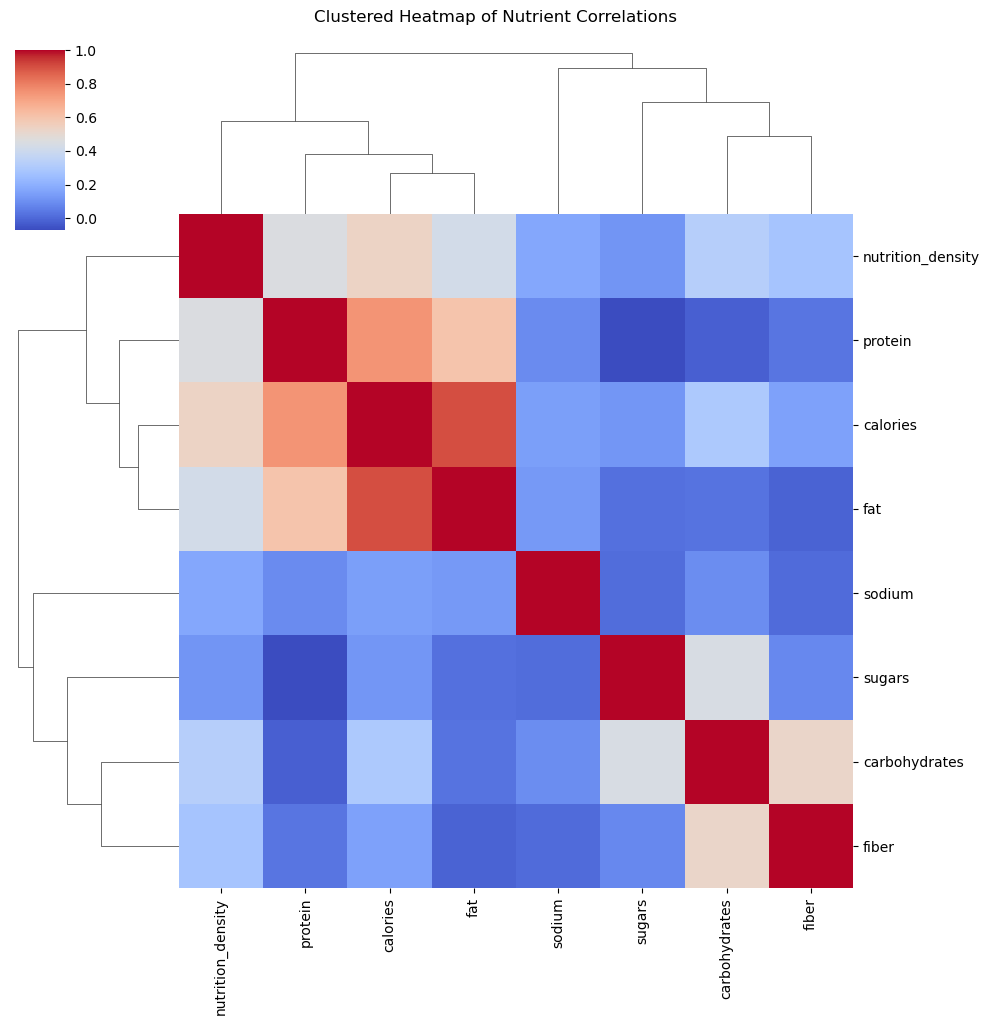 Clustered Heatmap of Nutrient Correlations
1.0
0.8
0.6
0.4
0.2
0.0
nutrition_density
protein
calories
fat
sodium
sugars
carbohydrates
fiber
nutrition_density
protein
calories
fat
sodium
sugars
carbohydrates
fiber